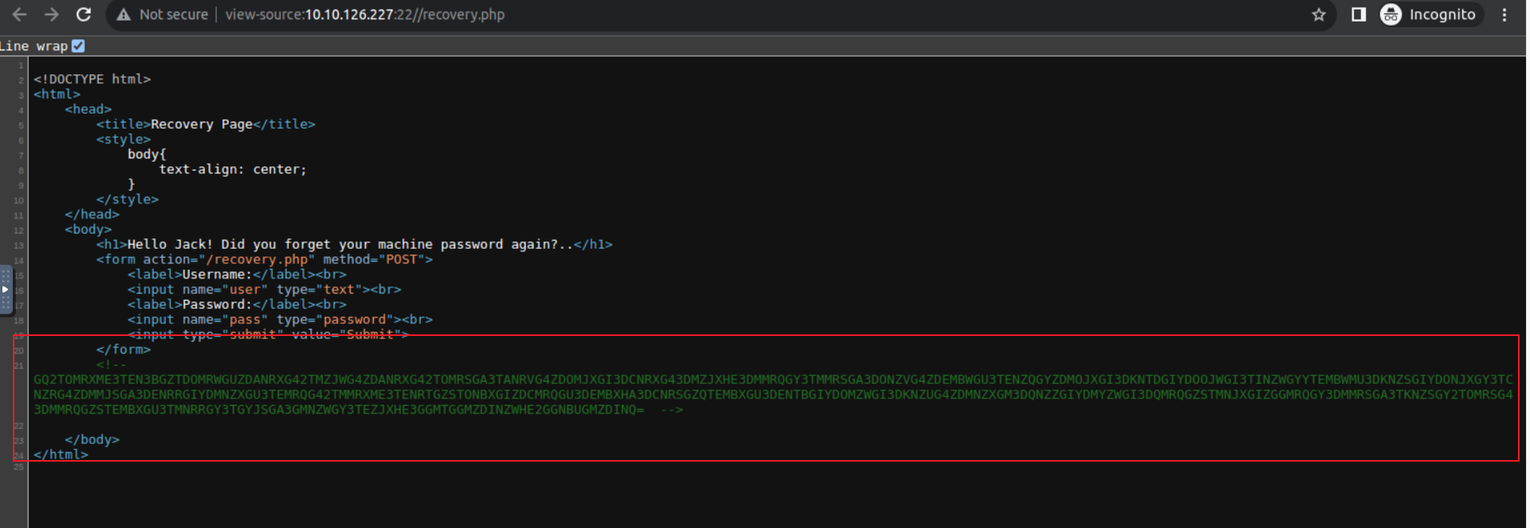 Not secure | view-source:10.10.126.227:22//recovery.php Incognito
Line wrap
1
2 <!DOCTYPE html>
3 <html>
4 <head>
5 <title>Recovery Page</title>
6 <style>
7 body{
8 text-align: center;
9 }
10 </style>
11 </head>
12 <body>
13 <h1>Hello Jack! Did you forget your machine password again?..</h1>
14 <form action="/recovery.php" method="POST">
15 <label>Username:</label><br>
16 <input name="user" type="text"><br>
17 <label>Password:</label><br>
18 <input name="pass" type="password"><br>
19 <input type="submit" value="Submit">
20 </form>
21 <!--
GQ2TOMRXME3TEN3BGZTDOMRWGUZDANRXG42TMZJWG4ZDANRXG42TOMRSGA3TANRVG4ZDOMJXGI3DCNRXG43DMZJXHE3DMMRQGY3TMMRSGA3DONZVG4ZDEMBWGU3TENZQGYZDMOJXGI3DKNTDGIYDOOJWGI3TINZWGYYTEMBWMU3DKNZSGIYDONJXGY3TC
NZRG4ZDMMJSGA3DENRRGIYDMNZXGU3TEMRQG42TMMRXME3TENRTGZSTONBXGIZDCMRQGU3DEMBXHA3DCNRSGZQTEMBXGU3DENTBGIYDOMZWGI3DKNZUG4ZDMNZXGM3DQNZZGIYDMYZWGI3DQMRQGZSTMNJXGIZGGMRQGY3DMMRSGA3TKNZSGY2TOMRSG4
3DMMRQGZSTEMBXGU3TMNRRGY3TGYJSGA3GMNZWGY3TEZJXHE3GGMTGGMZDINZWHE2GGNBUGMZDINQ= -->
22
23 </body>
24 </html>
25